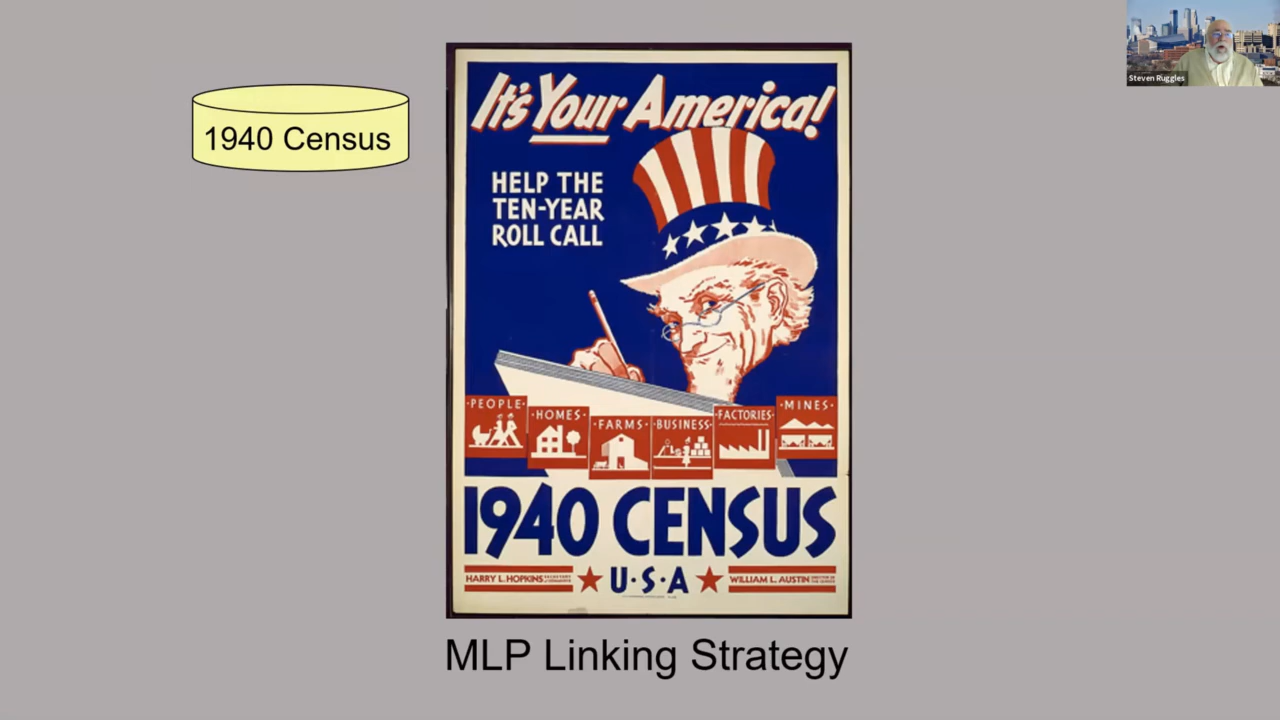 1940 Census
It's Your America!
HELP THE
TEN-YEAR
ROLL CALL
·PEOPLE·
·HOMES·
·FARMS·
·BUSINESS·
·FACTORIES·
·MINES·
1940 CENSUS
HARRY L. HOPKINS
U·S·A
WILLIAM L. AUSTIN
MLP Linking Strategy
Steven Ruggles